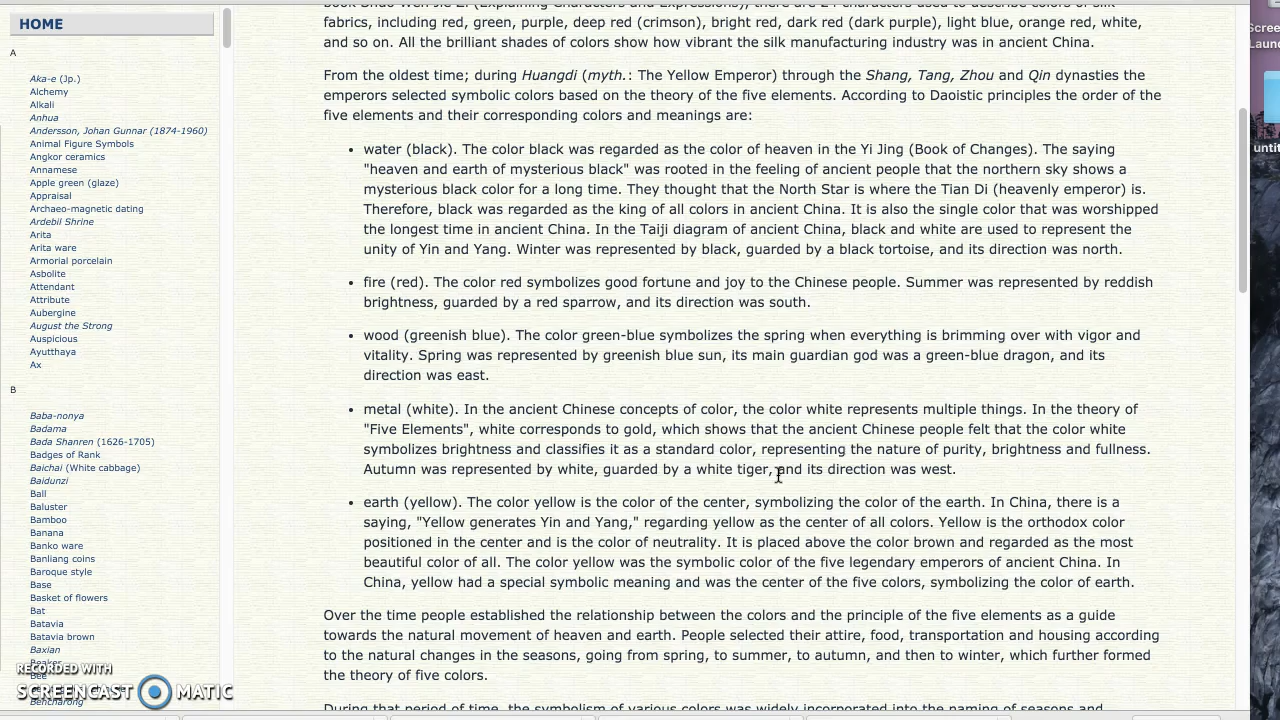 HOME
A
Aka-e (Jp.)
Alchemy
Alkali
Anhua
Andersson, Johan Gunnar (1874-1960)
Animal Figure Symbols
Angkor ceramics
Annamese
Apple green (glaze)
Appraisal
Archaeo-magnetic dating
Ardebil Shrine
Arita
Arita ware
Armorial porcelain
Asbolite
Attendant
Attribute
Aubergine
August the Strong
Auspicious
Ayutthaya
Ax
B
Baba-nonya
Badama
Bada Shanren (1626-1705)
Badges of Rank
Baichai (White cabbage)
Baidunzi
Ball
Baluster
Bamboo
Banana
Banko ware
Banliang coins
Baroque style
Base
Basket of flowers
Bat
Batavia
Batavia brown
Baxian
Beaker
Bee
Bencharong
RECORDED WITH
SCREENCAST MATIC
fabrics, including red, green, purple, deep red (crimson), bright red, dark red (dark purple), light blue, orange red, white,
and so on. All the brilliant shades of colors show how vibrant the silk manufacturing industry was in ancient China.
From the oldest time; during Huangdi (myth.: The Yellow Emperor) through the Shang, Tang, Zhou and Qin dynasties the
emperors selected symbolic colors based on the theory of the five elements. According to Daoistic principles the order of the
five elements and their corresponding colors and meanings are:
• water (black). The color black was regarded as the color of heaven in the Yi Jing (Book of Changes). The saying
"heaven and earth of mysterious black" was rooted in the feeling of ancient people that the northern sky shows a
mysterious black color for a long time. They thought that the North Star is where the Tian Di (heavenly emperor) is.
Therefore, black was regarded as the king of all colors in ancient China. It is also the single color that was worshipped
the longest time in ancient China. In the Taiji diagram of ancient China, black and white are used to represent the
unity of Yin and Yang. Winter was represented by black, guarded by a black tortoise, and its direction was north.
• fire (red). The color red symbolizes good fortune and joy to the Chinese people. Summer was represented by reddish
brightness, guarded by a red sparrow, and its direction was south.
• wood (greenish blue). The color green-blue symbolizes the spring when everything is brimming over with vigor and
vitality. Spring was represented by greenish blue sun, its main guardian god was a green-blue dragon, and its
direction was east.
• metal (white). In the ancient Chinese concepts of color, the color white represents multiple things. In the theory of
"Five Elements", white corresponds to gold, which shows that the ancient Chinese people felt that the color white
symbolizes brightness and classifies it as a standard color, representing the nature of purity, brightness and fullness.
Autumn was represented by white, guarded by a white tiger, and its direction was west.
• earth (yellow). The color yellow is the color of the center, symbolizing the color of the earth. In China, there is a
saying, "Yellow generates Yin and Yang," regarding yellow as the center of all colors. Yellow is the orthodox color
positioned in the center and is the color of neutrality. It is placed above the color brown and regarded as the most
beautiful color of all. The color yellow was the symbolic color of the five legendary emperors of ancient China. In
China, yellow had a special symbolic meaning and was the center of the five colors, symbolizing the color of earth.
Over the time people established the relationship between the colors and the principle of the five elements as a guide
towards the natural movement of heaven and earth. People selected their attire, food, transportation and housing according
to the natural changes in the seasons, going from spring, to summer, to autumn, and then to winter, which further formed
the theory of five colors.
During that period of time, the symbolism of various colors was widely incorporated into the naming of seasons and
Scree
Laun
untit